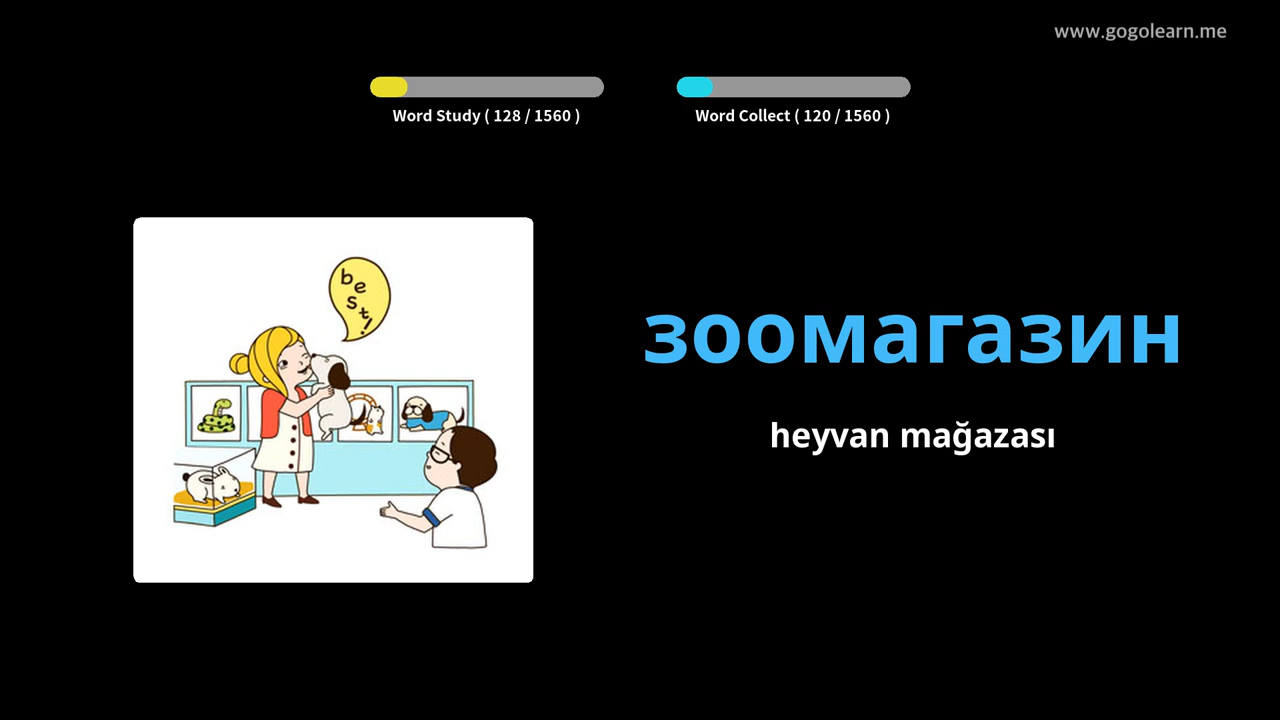 www.gogolearn.me
Word Study ( 128 / 1560 )
Word Collect ( 120 / 1560 )
best!
зоомагазин
heyvan mağazası